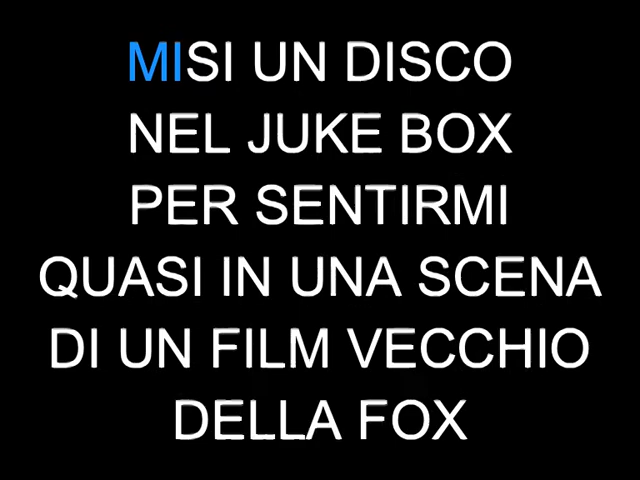 MISI UN DISCO
NEL JUKE BOX
PER SENTIRMI
QUASI IN UNA SCENA
DI UN FILM VECCHIO
DELLA FOX